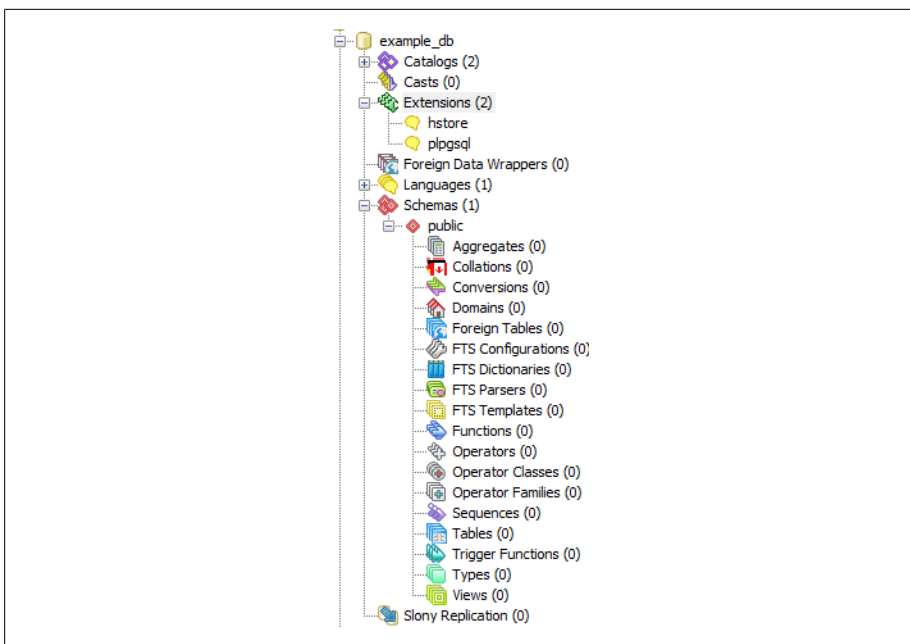 example_db
Catalogs (2)
Casts (0)
Extensions (2)
hstore
plpgsql
Foreign Data Wrappers (0)
Languages (1)
Schemas (1)
public
Aggregates (0)
Collations (0)
Conversions (0)
Domains (0)
Foreign Tables (0)
FTS Configurations (0)
FTS Dictionaries (0)
FTS Parsers (0)
FTS Templates (0)
Functions (0)
Operators (0)
Operator Classes (0)
Operator Families (0)
Sequences (0)
Tables (0)
Trigger Functions (0)
Types (0)
Views (0)
Slony Replication (0)